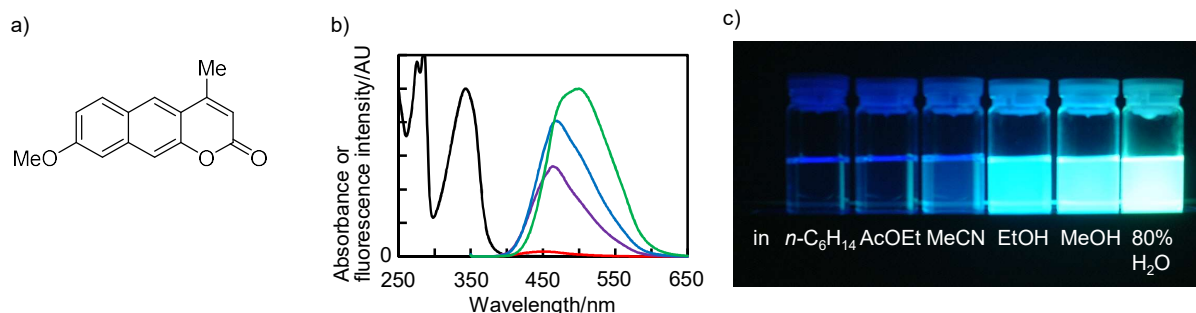 a)
Me
MeO
O
O
b)
Absorbance or
fluorescence intensity/AU
0
250
350
450
550
650
Wavelength/nm
c)
in n-C₆H₁₄ AcOEt MeCN EtOH MeOH 80%
H₂O